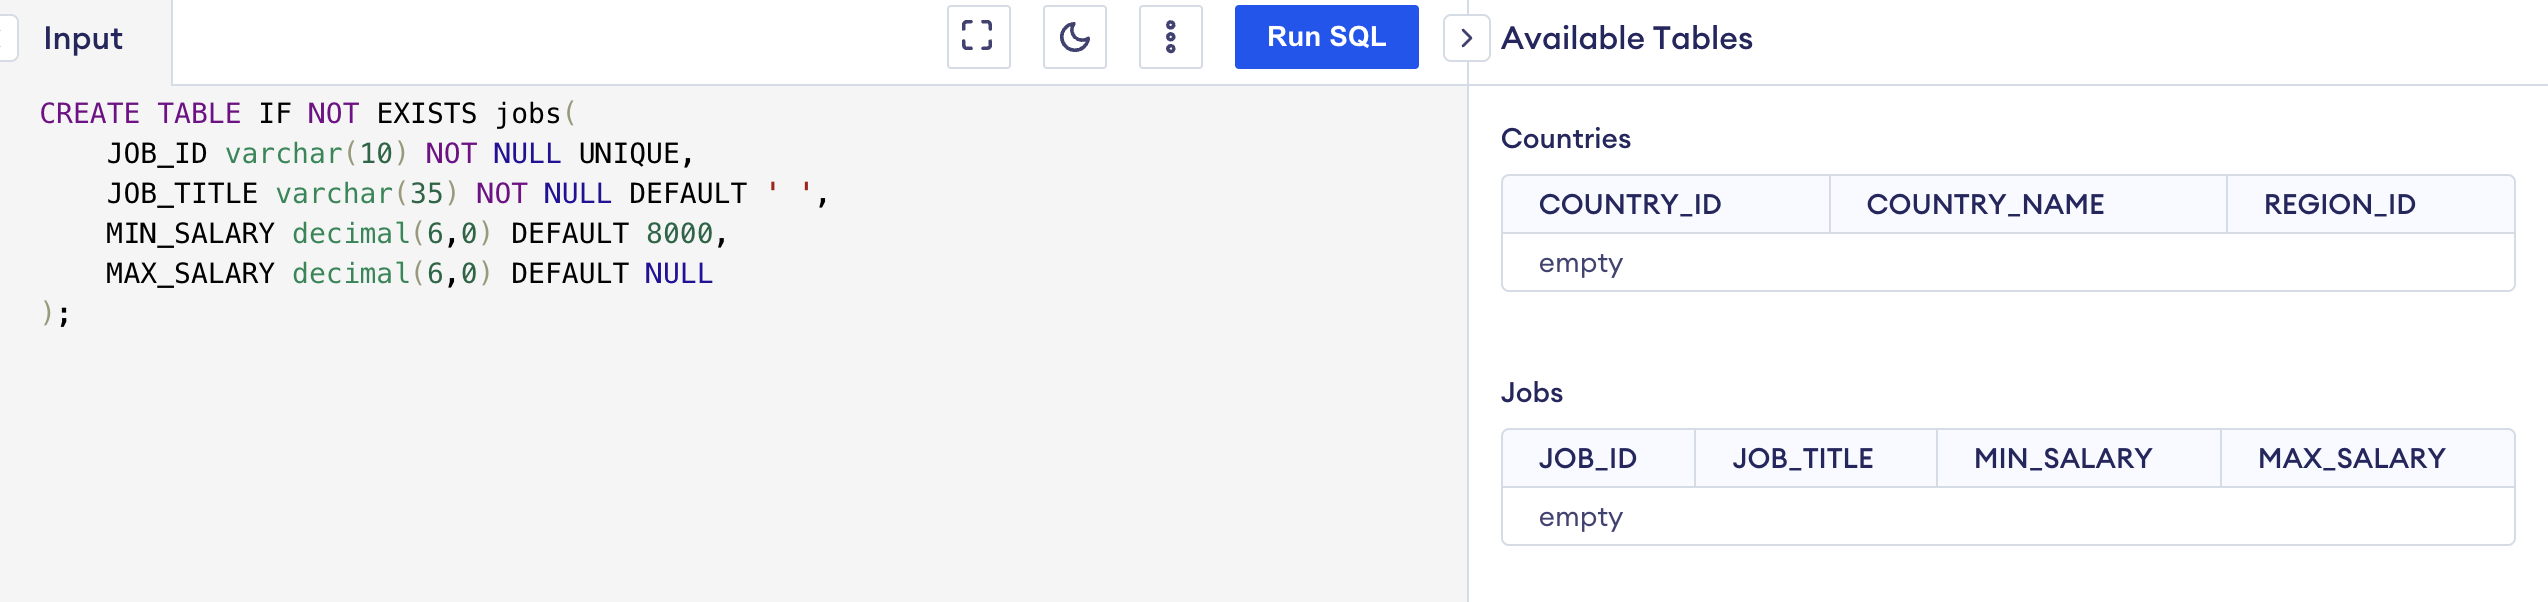 Input
Run SQL
Available Tables
CREATE TABLE IF NOT EXISTS jobs(
    JOB_ID varchar(10) NOT NULL UNIQUE,
    JOB_TITLE varchar(35) NOT NULL DEFAULT ' ',
    MIN_SALARY decimal(6,0) DEFAULT 8000,
    MAX_SALARY decimal(6,0) DEFAULT NULL
);
Countries
COUNTRY_ID COUNTRY_NAME REGION_ID
empty
Jobs
JOB_ID JOB_TITLE MIN_SALARY MAX_SALARY
empty